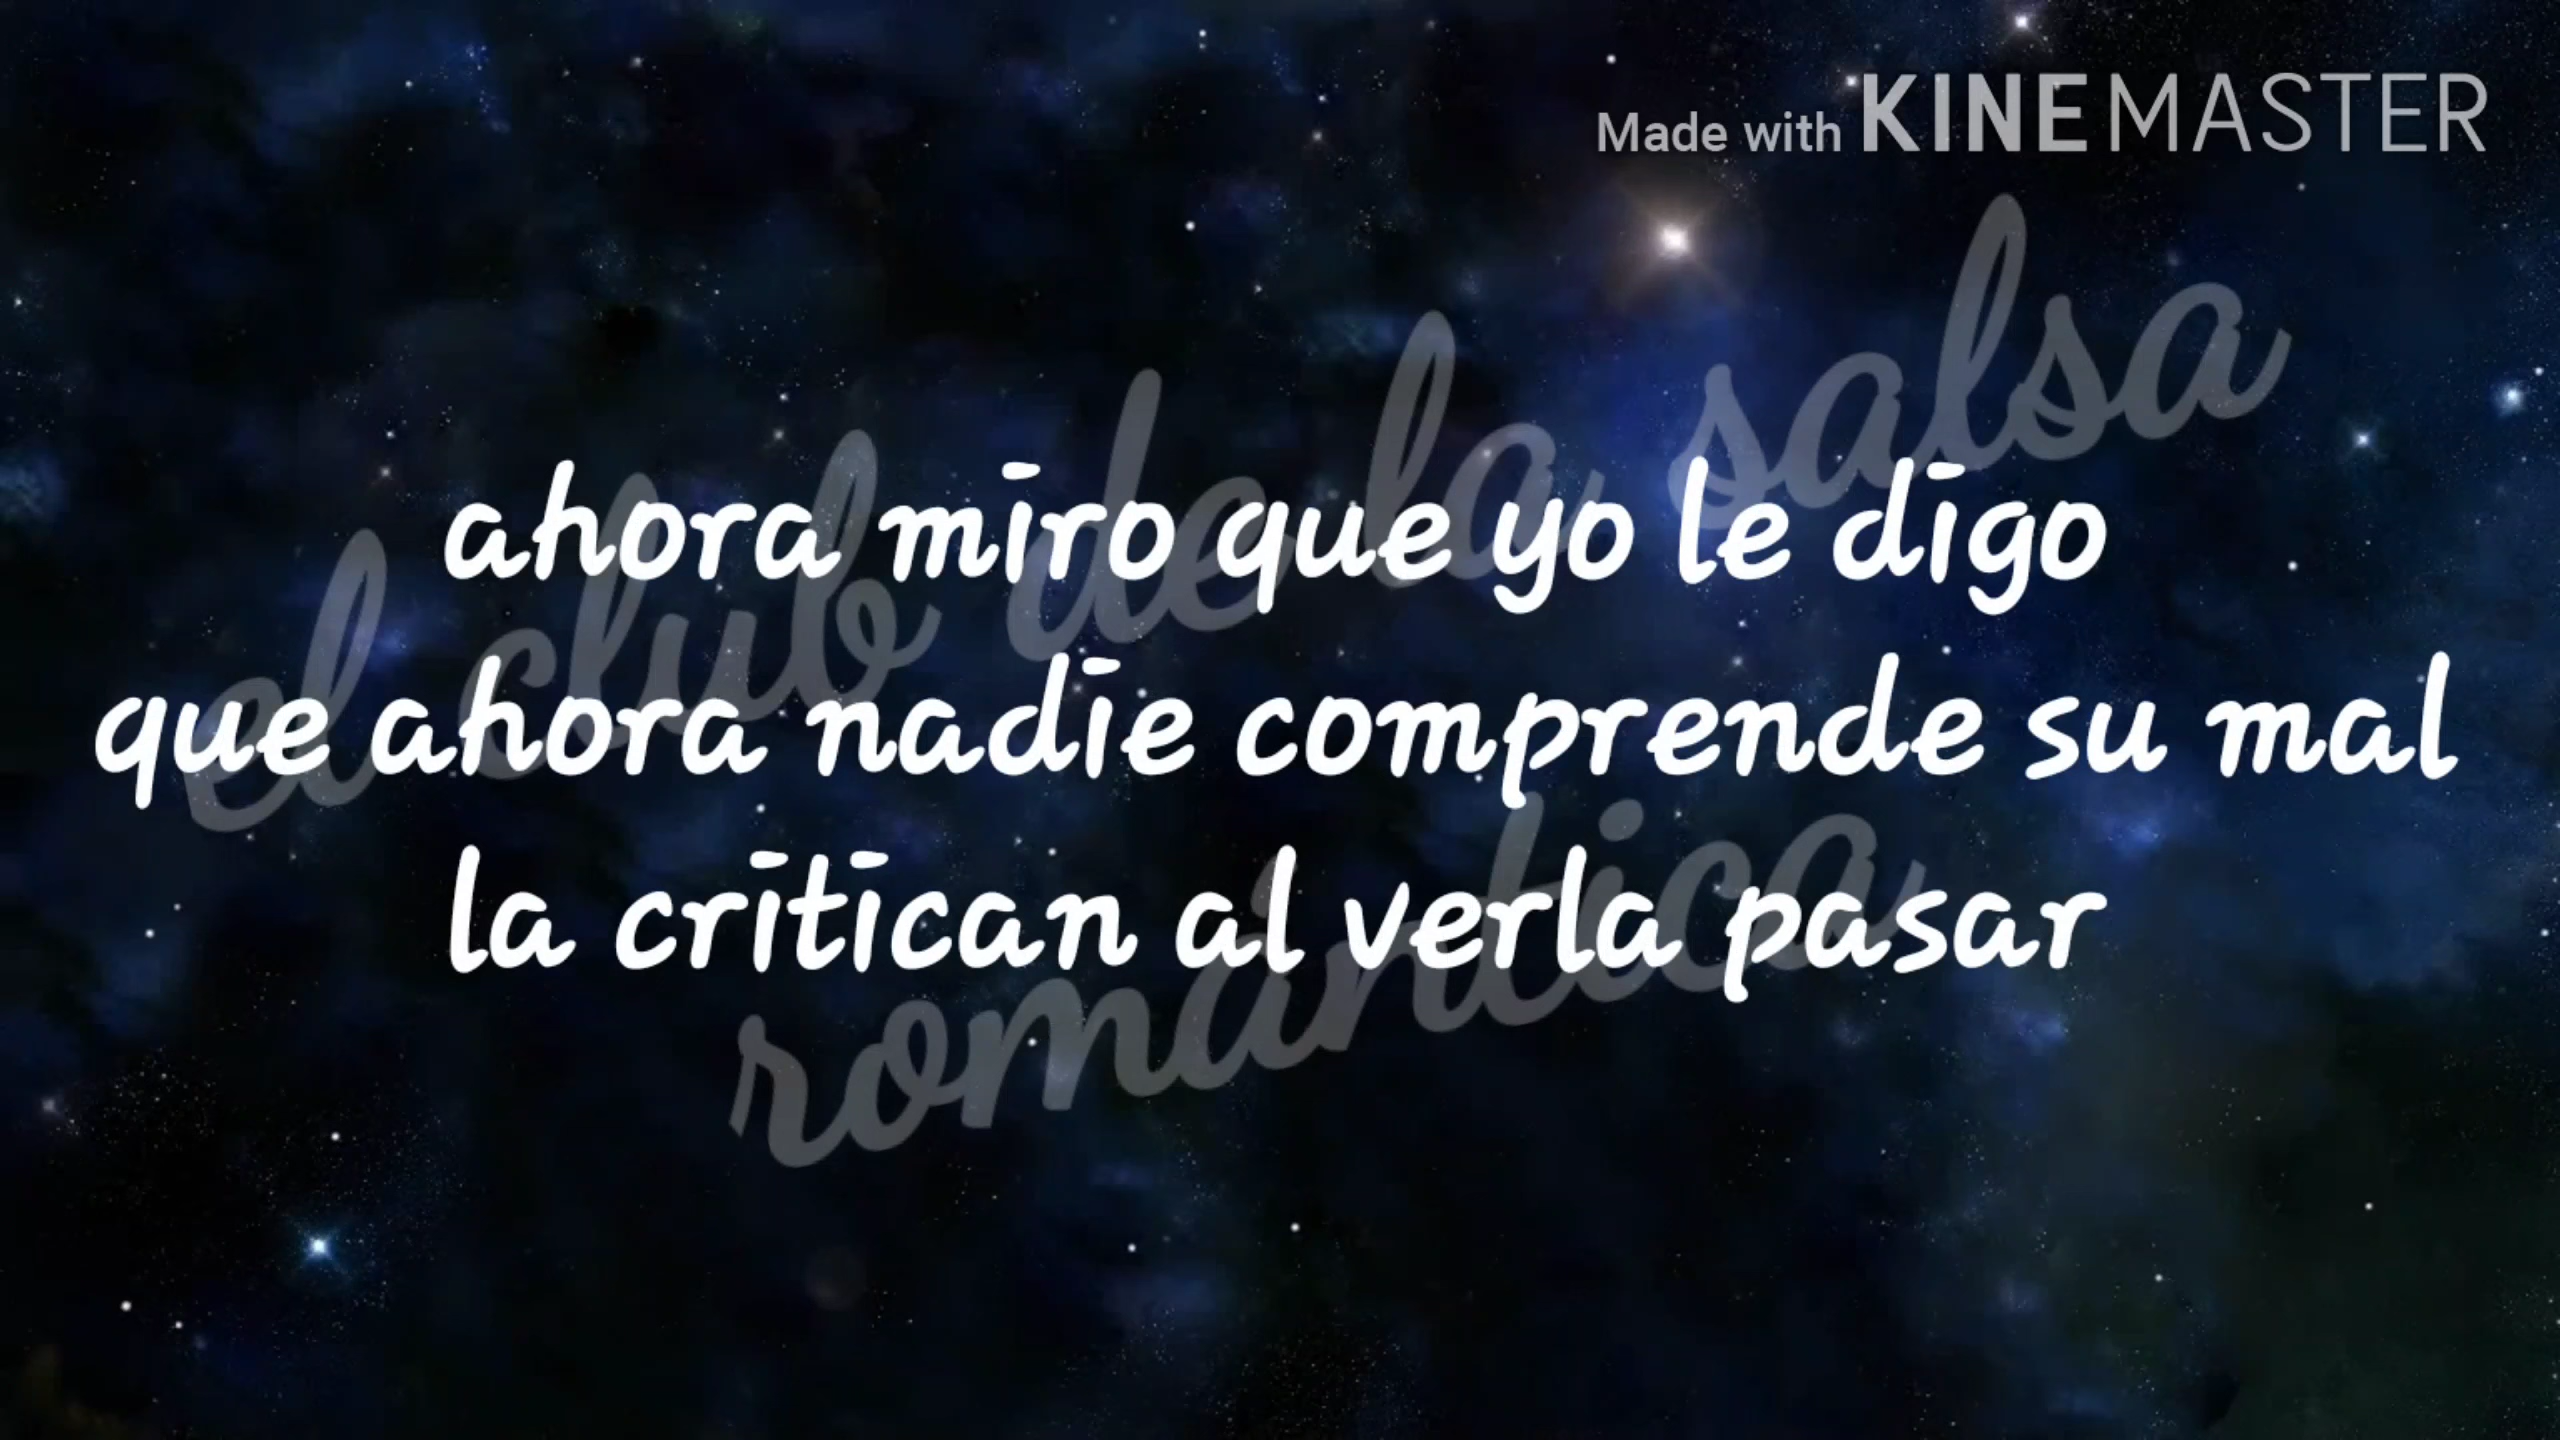 Made with KINEMASTER
el club de la salsa
ahora miro que yo le digo
que ahora nadie comprende su mal
la critican al verla pasar
romántica